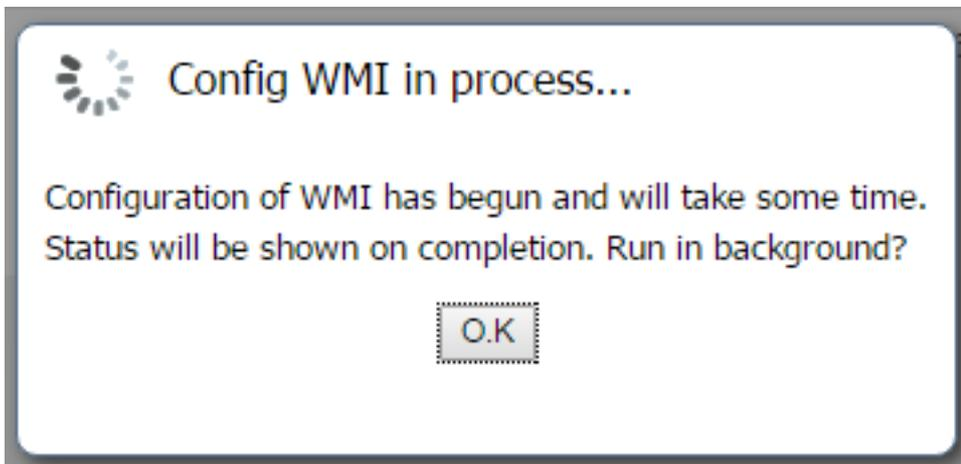 Config WMI in process...
Configuration of WMI has begun and will take some time.
Status will be shown on completion. Run in background?
O.K